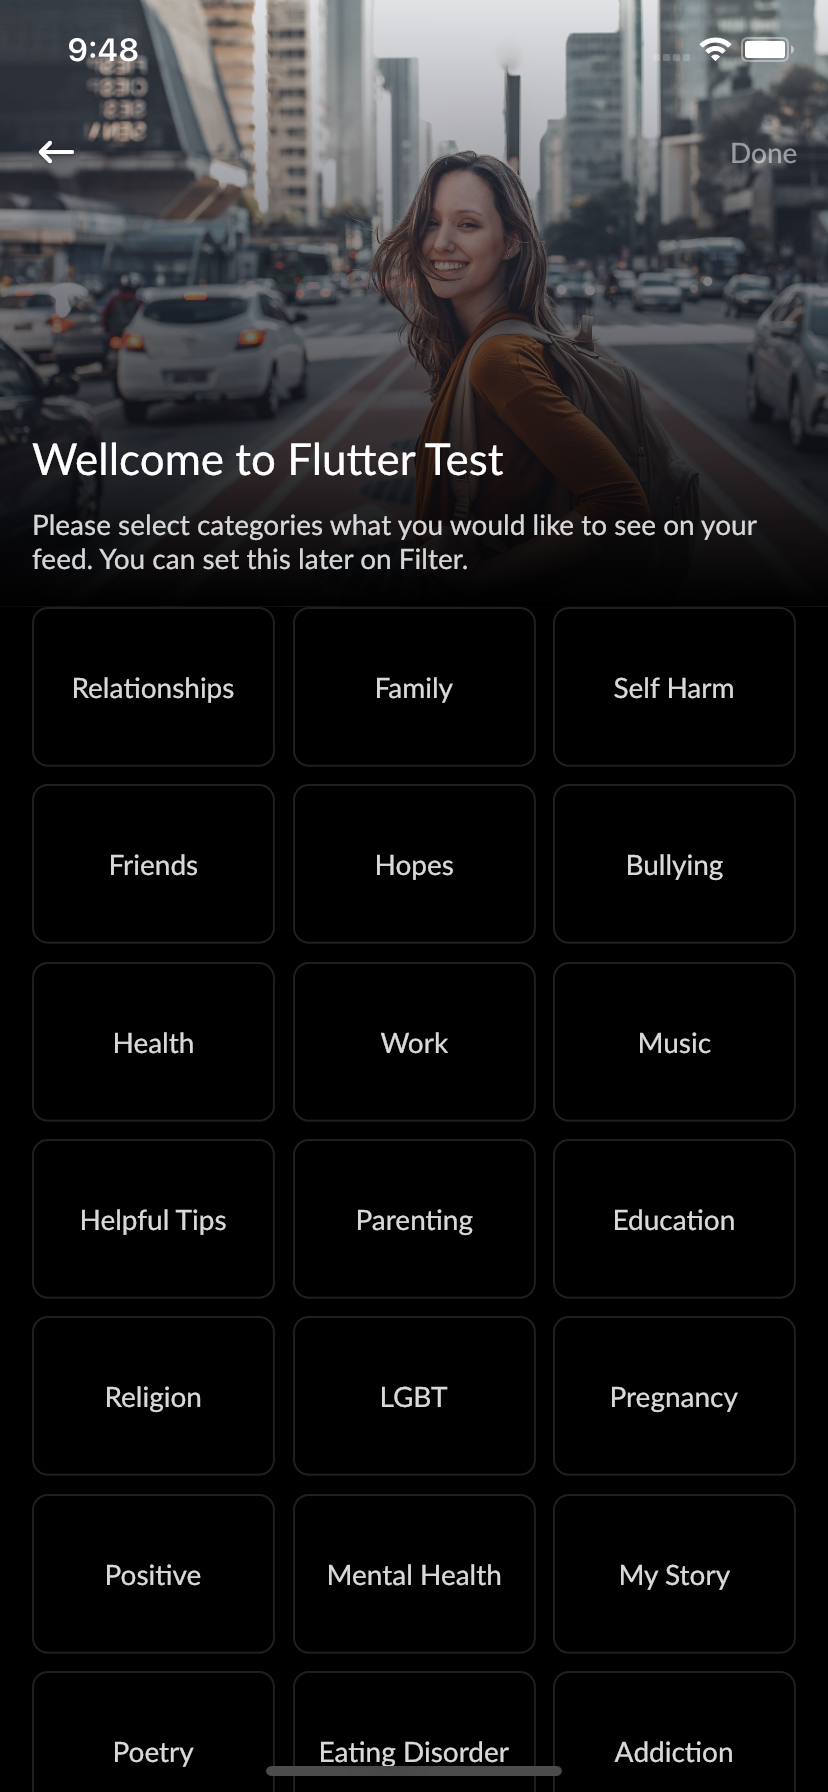 9:48
Done
Wellcome to Flutter Test
Please select categories what you would like to see on your
feed. You can set this later on Filter.
Relationships
Family
Self Harm
Friends
Hopes
Bullying
Health
Work
Music
Helpful Tips
Parenting
Education
Religion
LGBT
Pregnancy
Positive
Mental Health
My Story
Poetry
Eating Disorder
Addiction